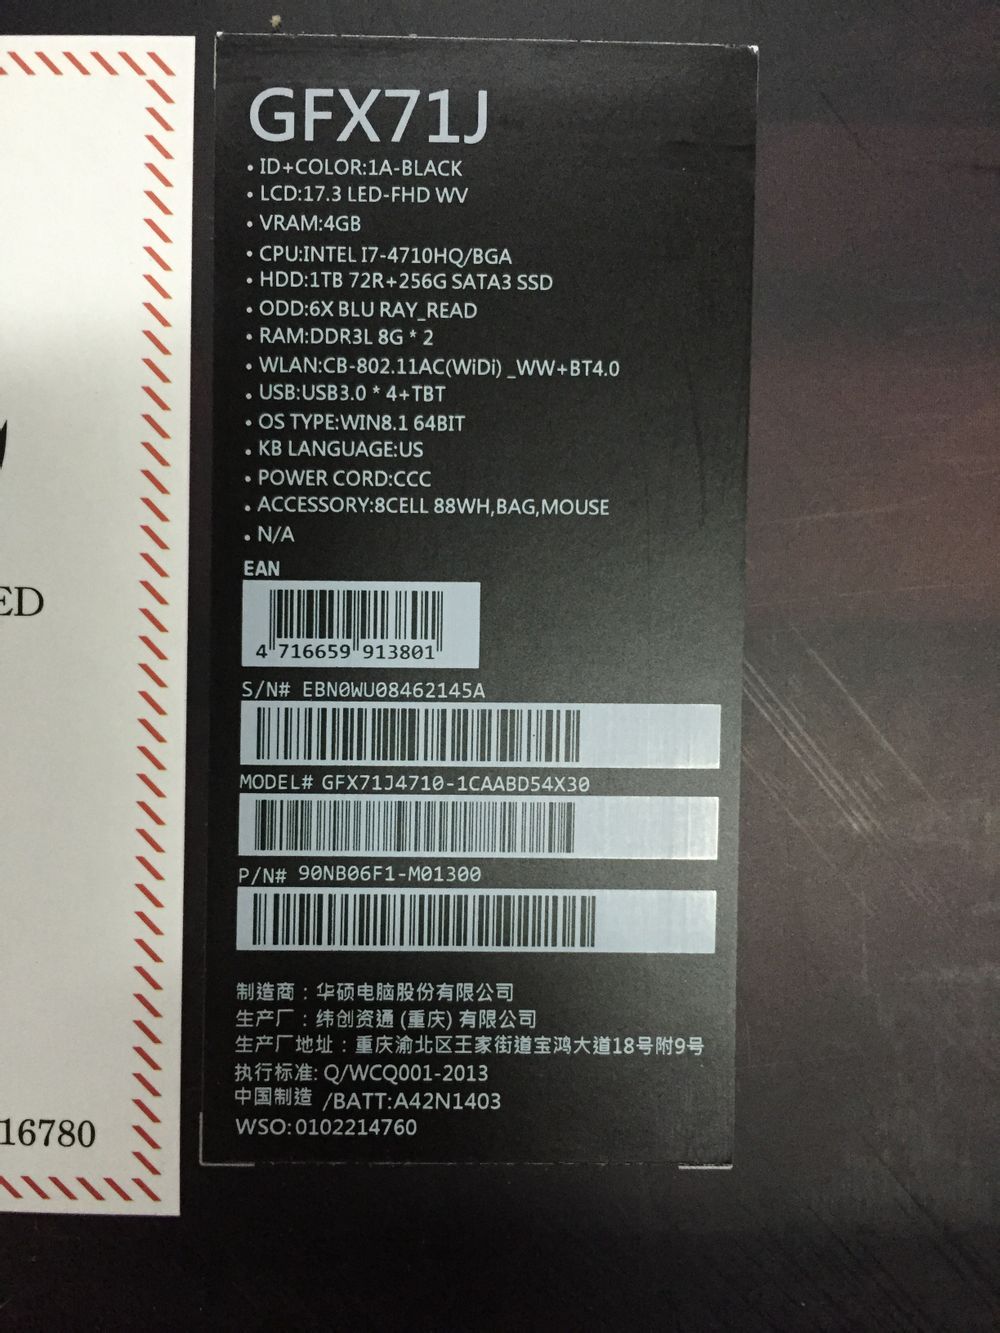 GFX71J
• ID+COLOR:1A-BLACK
• LCD:17.3 LED-FHD WV
• VRAM:4GB
• CPU:INTEL I7-4710HQ/BGA
• HDD:1TB 72R+256G SATA3 SSD
• ODD:6X BLU RAY_READ
• RAM:DDR3L 8G * 2
• WLAN:CB-802.11AC(WiDi) _WW+BT4.0
• USB:USB3.0 * 4+TBT
• OS TYPE:WIN8.1 64BIT
• KB LANGUAGE:US
• POWER CORD:CCC
• ACCESSORY:8CELL 88WH,BAG,MOUSE
• N/A
EAN
4 716659 913801
S/N# EBN0WU08462145A
MODEL# GFX71J4710-1CAABD54X30
P/N# 90NB06F1-M01300
制造商：华硕电脑股份有限公司
生产厂：纬创资通 (重庆) 有限公司
生产厂地址：重庆渝北区王家街道宝鸿大道18号附9号
执行标准: Q/WCQ001-2013
中国制造 /BATT:A42N1403
WSO: 0102214760
ED
16780